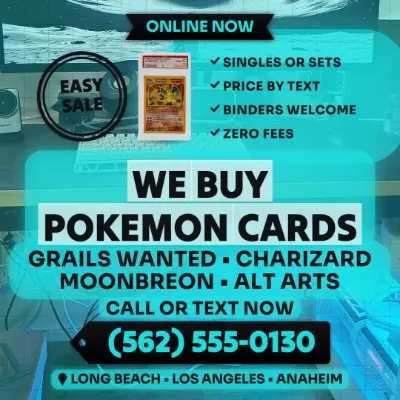 ONLINE NOW
EASY
SALE
✓ SINGLES OR SETS
✓ PRICE BY TEXT
✓ BINDERS WELCOME
✓ ZERO FEES
WE BUY
POKEMON CARDS
GRAILS WANTED • CHARIZARD
MOONBREON • ALT ARTS
CALL OR TEXT NOW
(562) 555-0130
LONG BEACH • LOS ANGELES • ANAHEIM